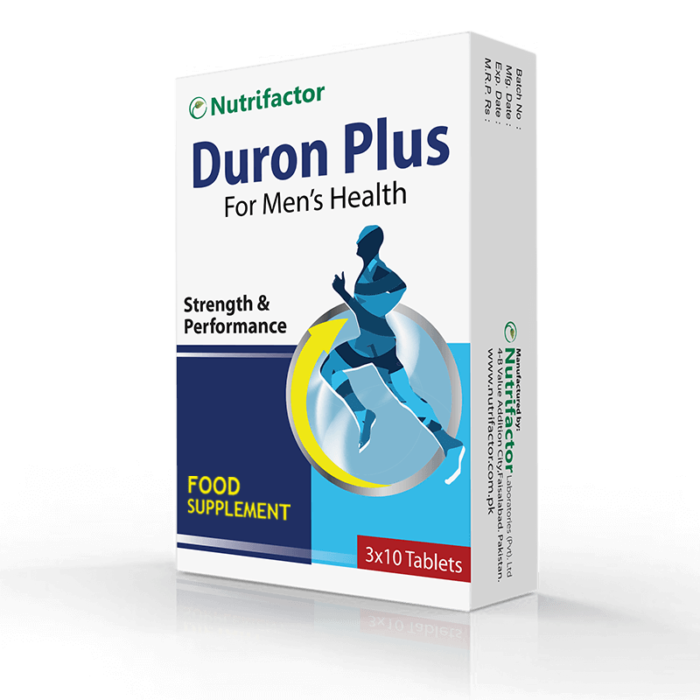 Nutrifactor
Duron Plus
For Men's Health
Strength &
Performance
FOOD
SUPPLEMENT
3x10 Tablets
Batch No :
Mfg. Date :
Exp. Date :
M.R.P. Rs :
Manufactured by:
Nutrifactor Laboratories (Pvt). Ltd
4-B Value Addition City, Faisalabad. Pakistan.
www.nutrifactor.com.pk